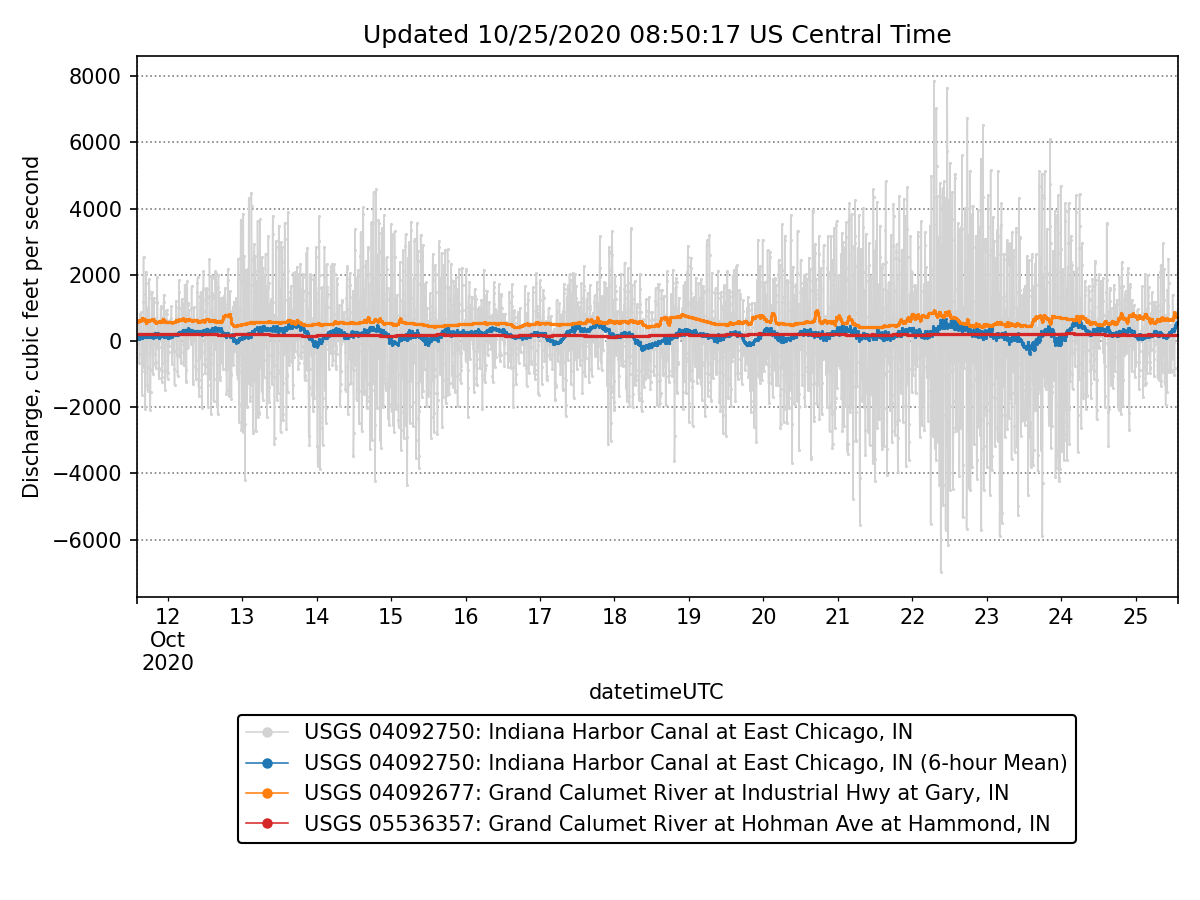 Updated 10/25/2020 08:50:17 US Central Time
Discharge, cubic feet per second
8000
6000
4000
2000
0
−2000
−4000
−6000
12 13 14 15 16 17 18 19 20 21 22 23 24 25
Oct
2020
datetimeUTC
USGS 04092750: Indiana Harbor Canal at East Chicago, IN
USGS 04092750: Indiana Harbor Canal at East Chicago, IN (6-hour Mean)
USGS 04092677: Grand Calumet River at Industrial Hwy at Gary, IN
USGS 05536357: Grand Calumet River at Hohman Ave at Hammond, IN